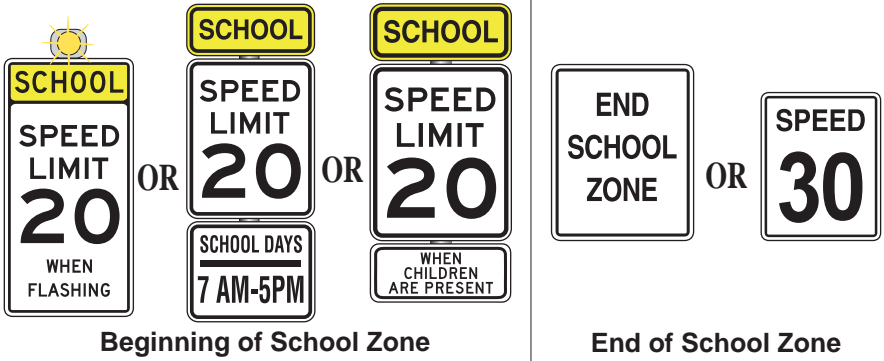 SCHOOL
SPEED
LIMIT
20
WHEN
FLASHING
OR
SCHOOL
SPEED
LIMIT
20
SCHOOL DAYS
7 AM-5PM
OR
SCHOOL
SPEED
LIMIT
20
WHEN
CHILDREN
ARE PRESENT
Beginning of School Zone
END
SCHOOL
ZONE
OR
SPEED
30
End of School Zone